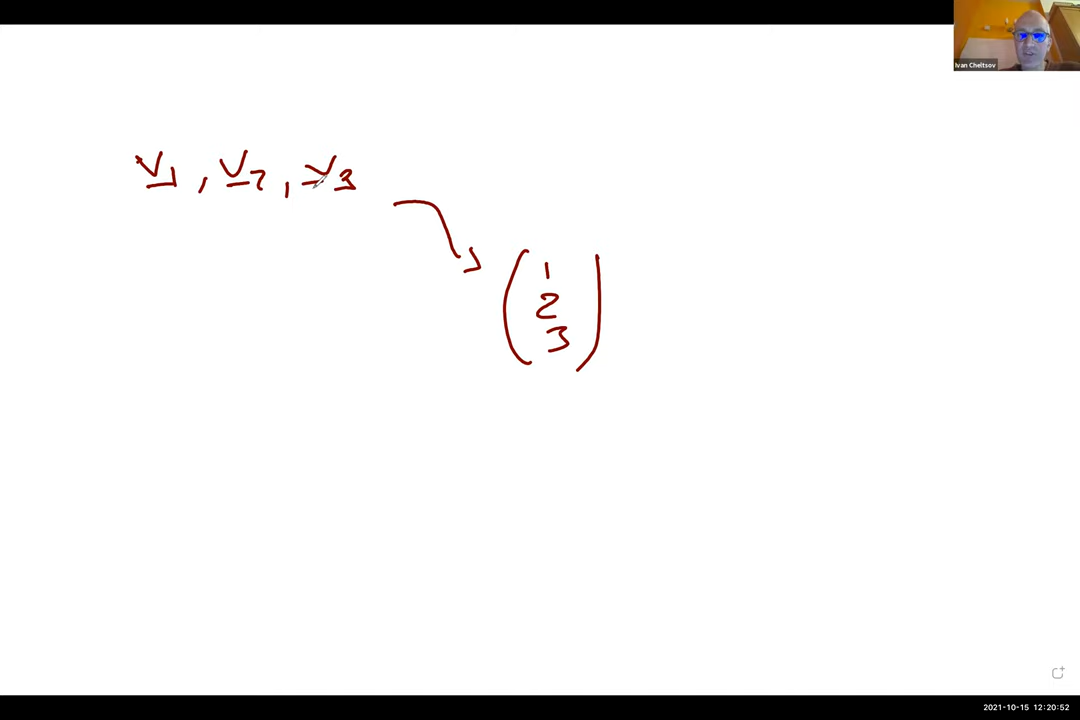 Ivan Cheltsov
v1, v2, v3
(1
2
3)
2021-10-15 12:20:52